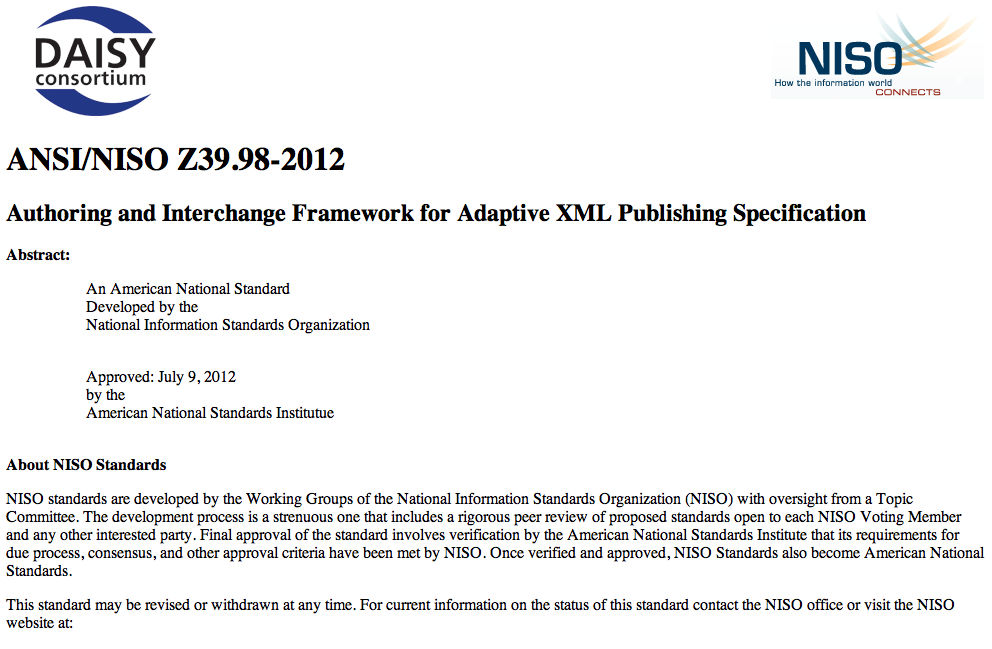 DAISY
consortium
NISO
How the information world
CONNECTS
ANSI/NISO Z39.98-2012
Authoring and Interchange Framework for Adaptive XML Publishing Specification
Abstract:
An American National Standard
Developed by the
National Information Standards Organization
Approved: July 9, 2012
by the
American National Standards Institutue
About NISO Standards
NISO standards are developed by the Working Groups of the National Information Standards Organization (NISO) with oversight from a Topic
Committee. The development process is a strenuous one that includes a rigorous peer review of proposed standards open to each NISO Voting Member
and any other interested party. Final approval of the standard involves verification by the American National Standards Institute that its requirements for
due process, consensus, and other approval criteria have been met by NISO. Once verified and approved, NISO Standards also become American National
Standards.
This standard may be revised or withdrawn at any time. For current information on the status of this standard contact the NISO office or visit the NISO
website at: